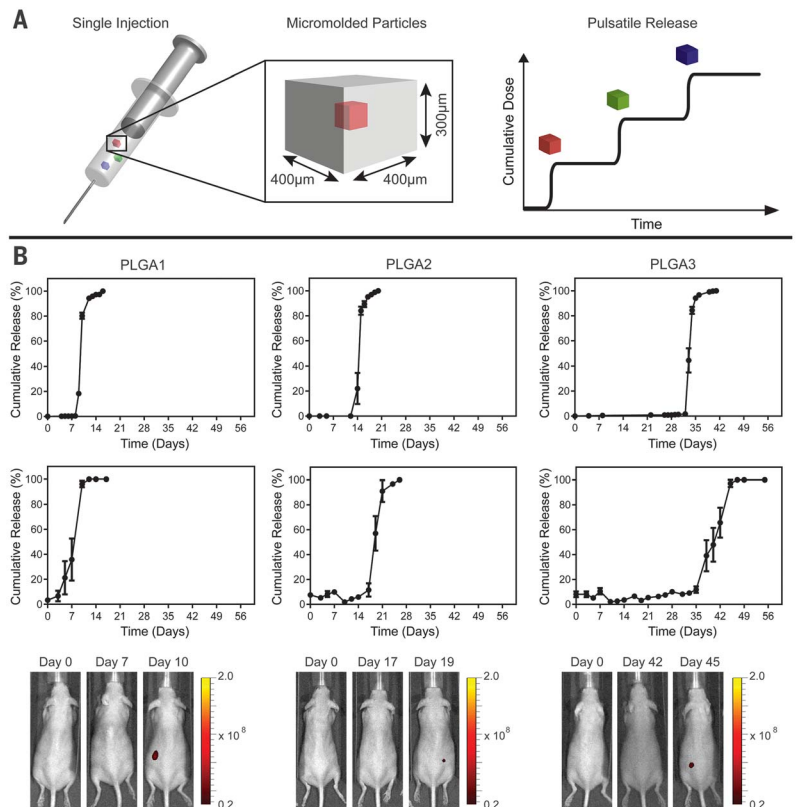 A
Single Injection
Micromolded Particles
Pulsatile Release
300µm
400µm
400µm
Cumulative Dose
Time
B
PLGA1
PLGA2
PLGA3
Cumulative Release (%)
100
80
60
40
20
0
0 7 14 21 28 35 42 49 56
Time (Days)
Cumulative Release (%)
100
80
60
40
20
0
0 7 14 21 28 35 42 49 56
Time (Days)
Cumulative Release (%)
100
80
60
40
20
0
0 7 14 21 28 35 42 49 56
Time (Days)
Cumulative Release (%)
100
80
60
40
20
0
0 7 14 21 28 35 42 49 56
Time (Days)
Cumulative Release (%)
100
80
60
40
20
0
0 7 14 21 28 35 42 49 56
Time (Days)
Cumulative Release (%)
100
80
60
40
20
0
0 7 14 21 28 35 42 49 56
Time (Days)
Day 0 Day 7 Day 10
2.0
x 10⁸
0.2
Day 0 Day 17 Day 19
2.0
x 10⁸
0.2
Day 0 Day 42 Day 45
2.0
x 10⁸
0.2